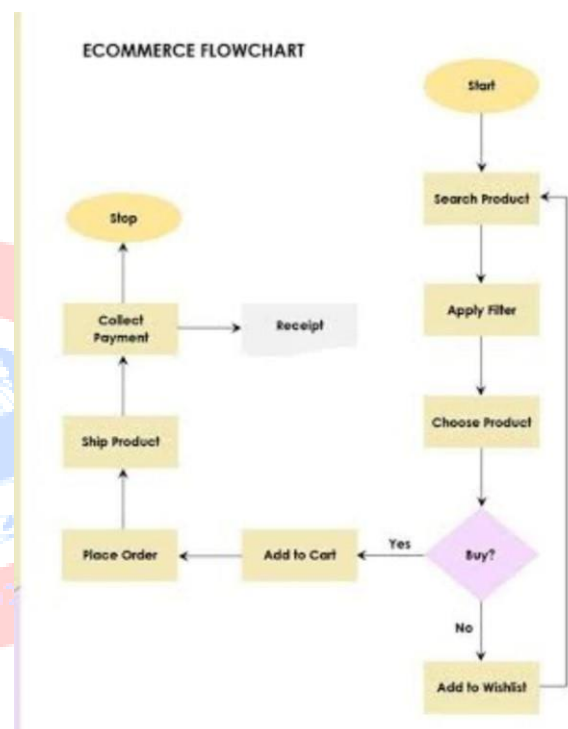 ECOMMERCE FLOWCHART
Start
Search Product
Apply Filter
Choose Product
Buy?
Yes
Add to Cart
Place Order
Ship Product
Collect
Payment
Receipt
Stop
No
Add to Wishlist